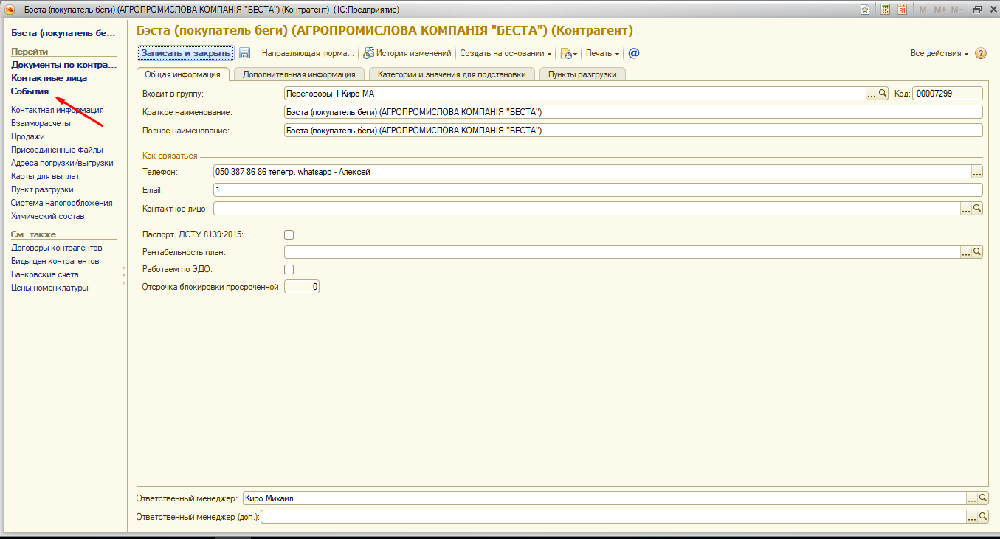 Бэста (покупатель беги) (АГРОПРОМИСЛОВА КОМПАНІЯ "БЕСТА") (Контрагент) (1С:Предприятие)
M M+ M-
31
Бэста (покупатель бе...
Перейти
Документы по контра...
Контактные лица
События
Контактная информация
Взаиморасчеты
Продажи
Присоединенные файлы
Адреса погрузки/выгрузки
Карты для выплат
Пункт разгрузки
Система налогообложения
Химический состав
См. также
Договоры контрагентов
Виды цен контрагентов
Банковские счета
Цены номенклатуры
Бэста (покупатель беги) (АГРОПРОМИСЛОВА КОМПАНІЯ "БЕСТА") (Контрагент)
Записать и закрыть Направляющая форма... История изменений Создать на основании Печать @ Все действия ?
Общая информация Дополнительная информация Категории и значения для подстановки Пункты разгрузки
Входит в группу: Переговоры 1 Киро МА ... Код: -00007299
Краткое наименование: Бэста (покупатель беги) (АГРОПРОМИСЛОВА КОМПАНІЯ "БЕСТА")
Полное наименование: Бэста (покупатель беги) (АГРОПРОМИСЛОВА КОМПАНІЯ "БЕСТА")
Как связаться
Телефон: 050 387 86 86 телегр, whatsapp - Алексей ...
Email: 1
Контактное лицо: ...
Паспорт ДСТУ 8139:2015:
Рентабельность план: ...
Работаем по ЭДО:
Отсрочка блокировки просроченной: 0
Ответственный менеджер: Киро Михаил ...
Ответственный менеджер (доп.): ...